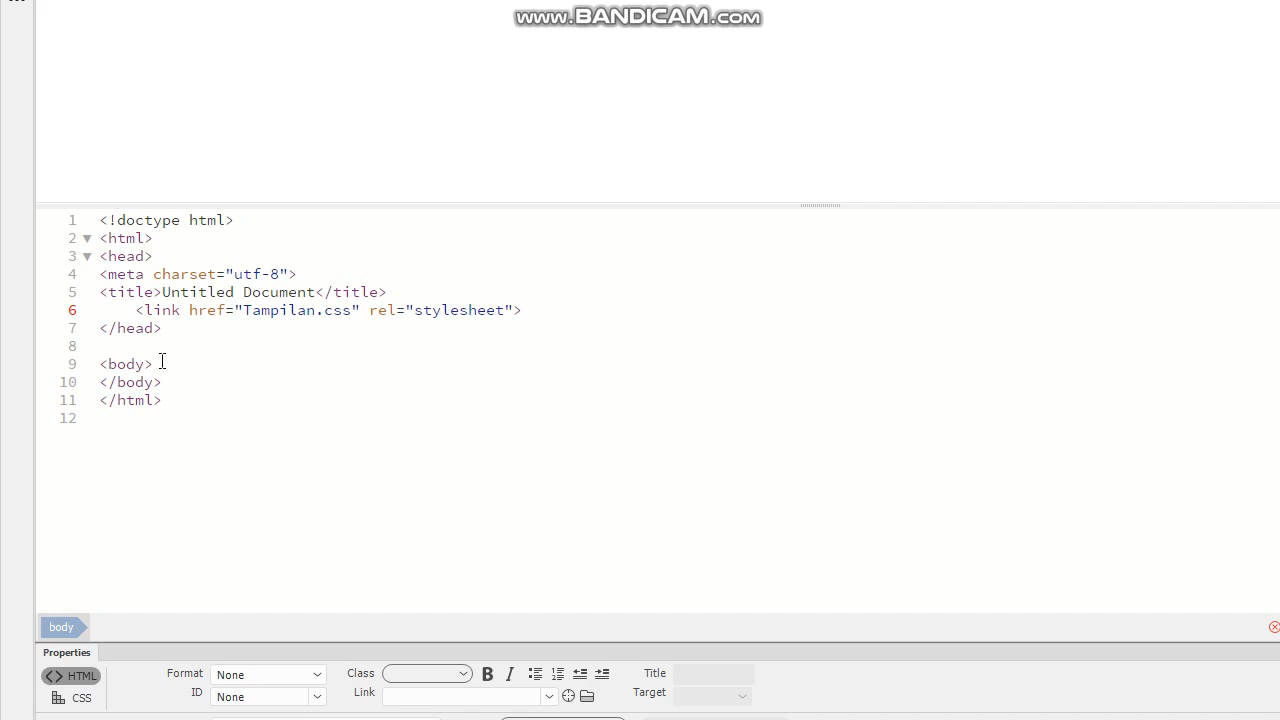 www.BANDICAM.com
1 <!doctype html>
2 <html>
3 <head>
4 <meta charset="utf-8">
5 <title>Untitled Document</title>
6 <link href="Tampilan.css" rel="stylesheet">
7 </head>
8
9 <body>
10 </body>
11 </html>
12
body
Properties
<> HTML Format None Class B I Title
CSS ID None Link Target